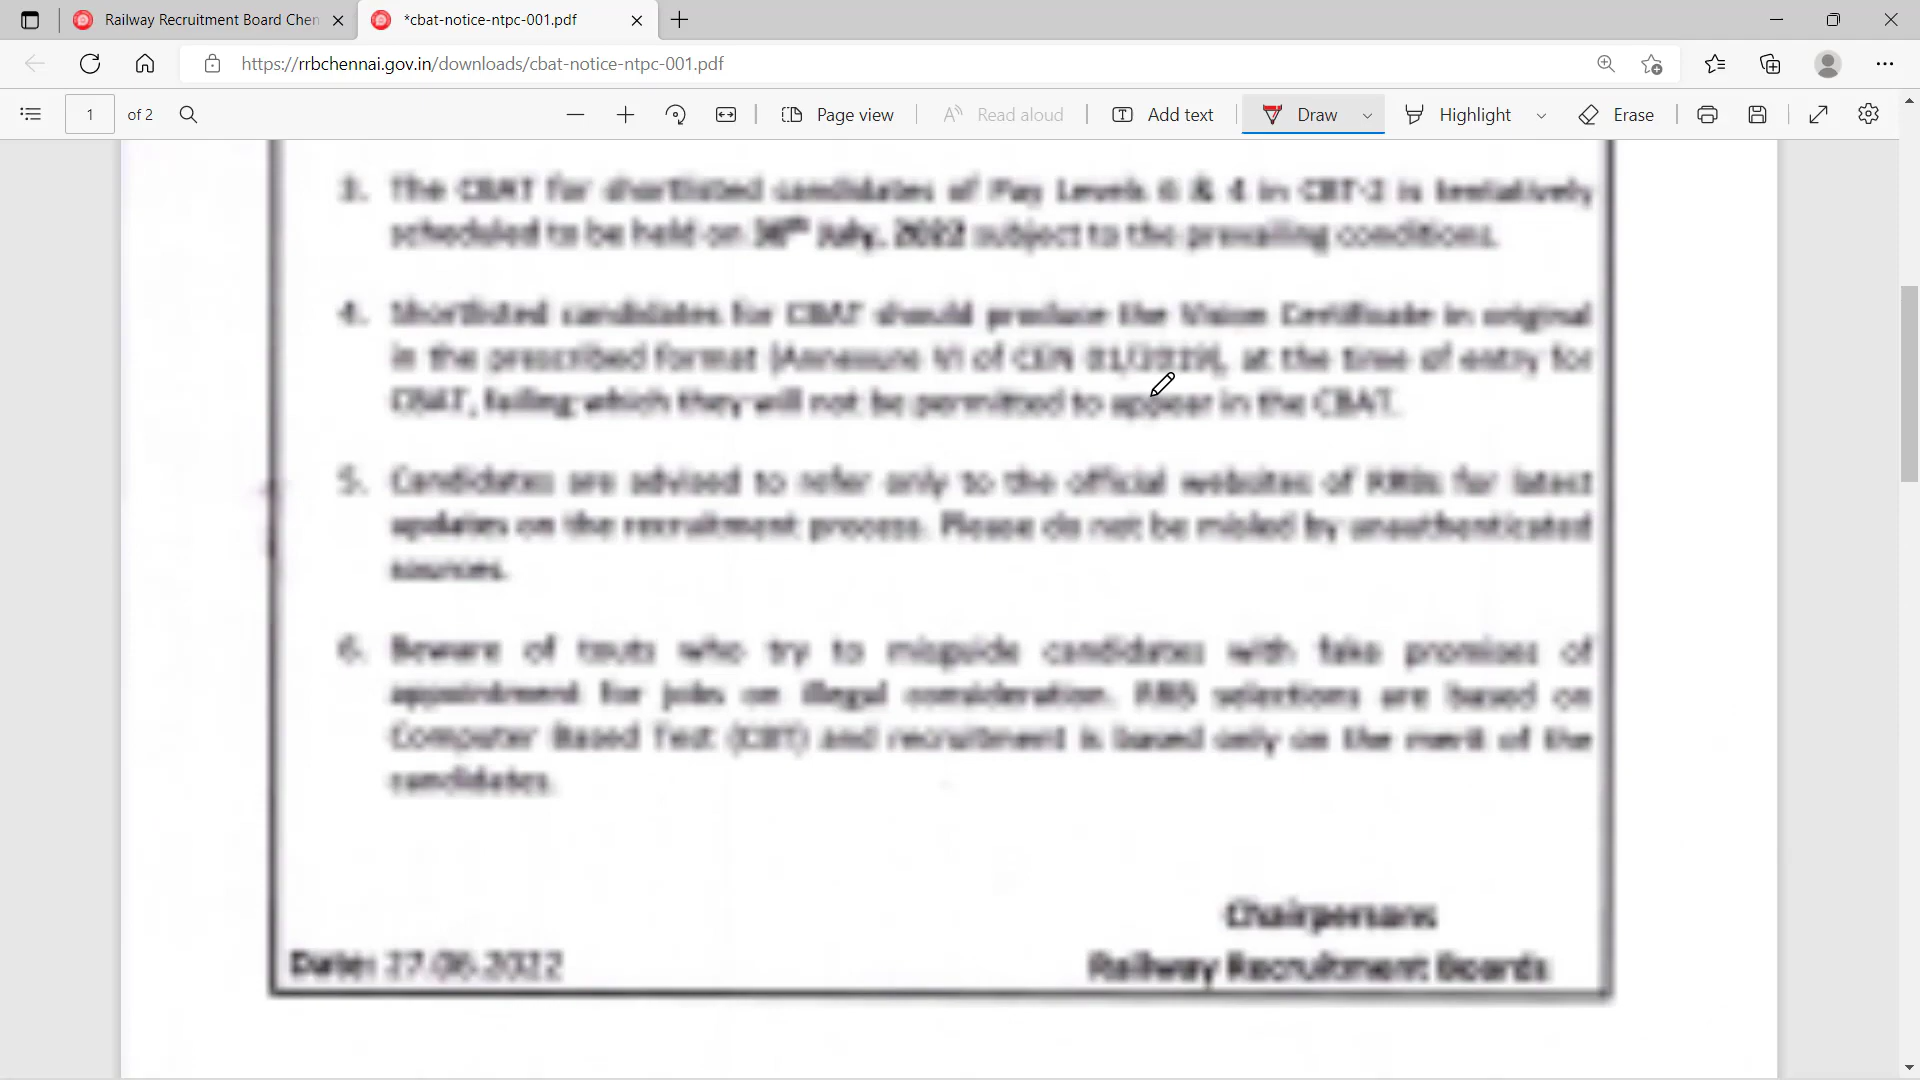 Railway Recruitment Board Chen
*cbat-notice-ntpc-001.pdf
https://rrbchennai.gov.in/downloads/cbat-notice-ntpc-001.pdf
1 of 2
Page view
Read aloud
Add text
Draw
Highlight
Erase
3. The CBAT for shortlisted candidates of Pay Levels 6 & 4 in CBT-2 is tentatively
scheduled to be held on 30th July, 2022 subject to the prevailing conditions.
4. Shortlisted candidates for CBAT should produce the Vision Certificate in original
in the prescribed format (Annexure VI of CEN 01/2019), at the time of entry for
CBAT, failing which they will not be permitted to appear in the CBAT.
5. Candidates are advised to refer only to the official websites of RRBs for latest
updates on the recruitment process. Please do not be misled by unauthenticated
sources.
6. Beware of touts who try to misguide candidates with fake promises of
appointment for jobs on illegal consideration. RRB selections are based on
Computer Based Test (CBT) and recruitment is based only on the merit of the
candidates.
Chairpersons
Date: 27.06.2022
Railway Recruitment Boards